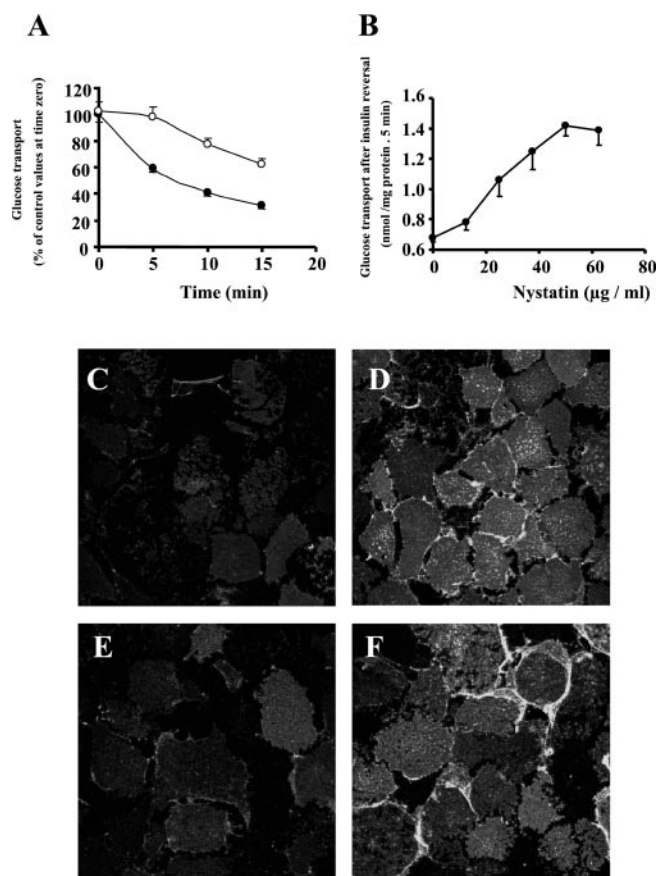 A
Glucose transport
(% of control values at time zero)
120
100
80
60
40
20
0
0
5
10
15
20
Time (min)
B
Glucose transport after insulin reversal
(nmol /mg protein . 5 min)
1.6
1.4
1.2
1.0
0.8
0.6
0
20
40
60
80
Nystatin (µg / ml)
C
D
E
F